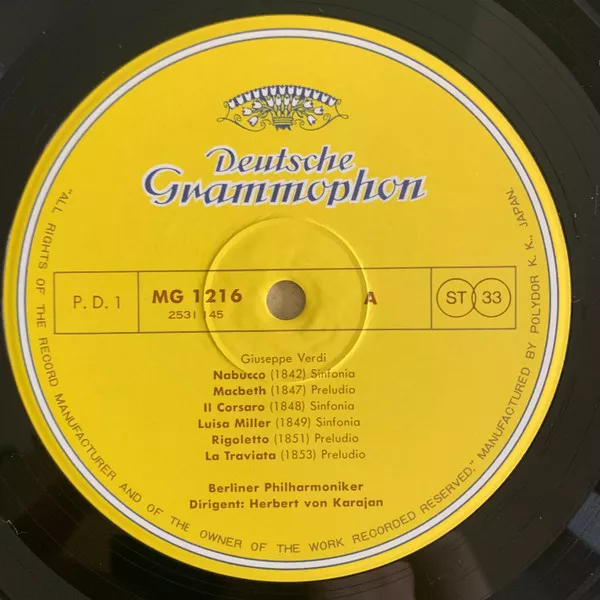 Deutsche
Grammophon
P. D. 1
MG 1216
2531 145
A
ST 33
Giuseppe Verdi
Nabucco (1842) Sinfonia
Macbeth (1847) Preludio
Il Corsaro (1848) Sinfonia
Luisa Miller (1849) Sinfonia
Rigoletto (1851) Preludio
La Traviata (1853) Preludio
Berliner Philharmoniker
Dirigent: Herbert von Karajan
"ALL RIGHTS OF THE RECORD MANUFACTURER AND OF THE OWNER OF THE WORK RECORDED RESERVED." MANUFACTURED BY POLYDOR K. K., JAPAN.